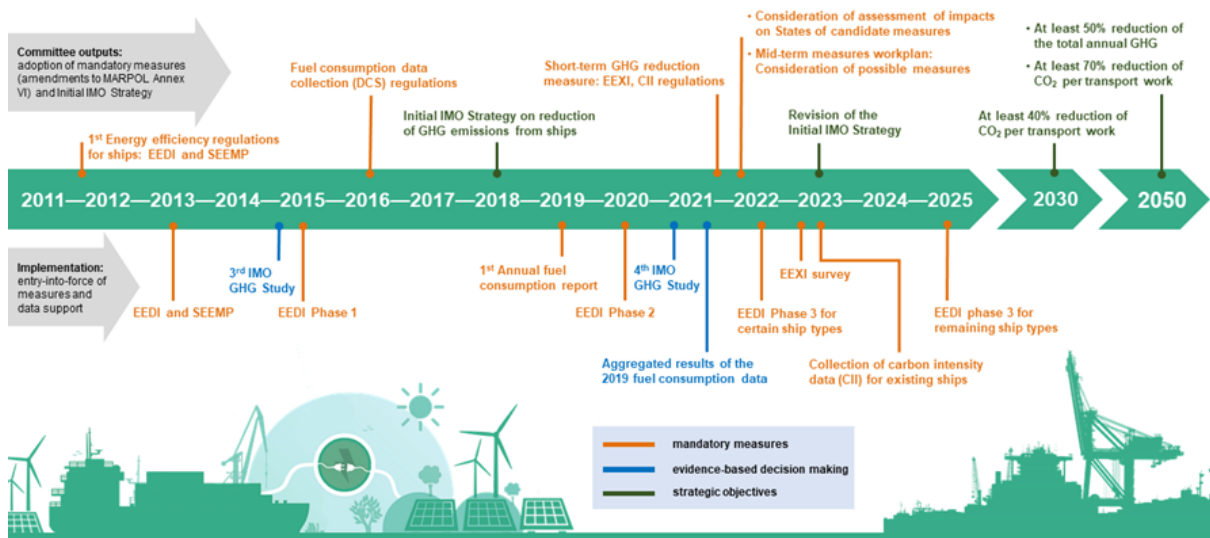 Committee outputs:
adoption of mandatory measures
(amendments to MARPOL Annex
VI) and Initial IMO Strategy
1st Energy efficiency regulations
for ships: EEDI and SEEMP
Fuel consumption data
collection (DCS) regulations
Initial IMO Strategy on reduction
of GHG emissions from ships
Short-term GHG reduction
measure: EEXI, CII regulations
• Consideration of assessment of impacts
on States of candidate measures
• Mid-term measures workplan:
Consideration of possible measures
Revision of the
Initial IMO Strategy
At least 40% reduction of
CO2 per transport work
• At least 50% reduction of
the total annual GHG
• At least 70% reduction of
CO2 per transport work
2011—2012—2013—2014—2015—2016—2017—2018—2019—2020—2021—2022—2023—2024—2025
2030
2050
Implementation:
entry-into-force of
measures and
data support
EEDI and SEEMP
3rd IMO
GHG Study
EEDI Phase 1
1st Annual fuel
consumption report
EEDI Phase 2
4th IMO
GHG Study
Aggregated results of the
2019 fuel consumption data
EEDI Phase 3 for
certain ship types
EEXI survey
Collection of carbon intensity
data (CII) for existing ships
EEDI phase 3 for
remaining ship types
mandatory measures
evidence-based decision making
strategic objectives